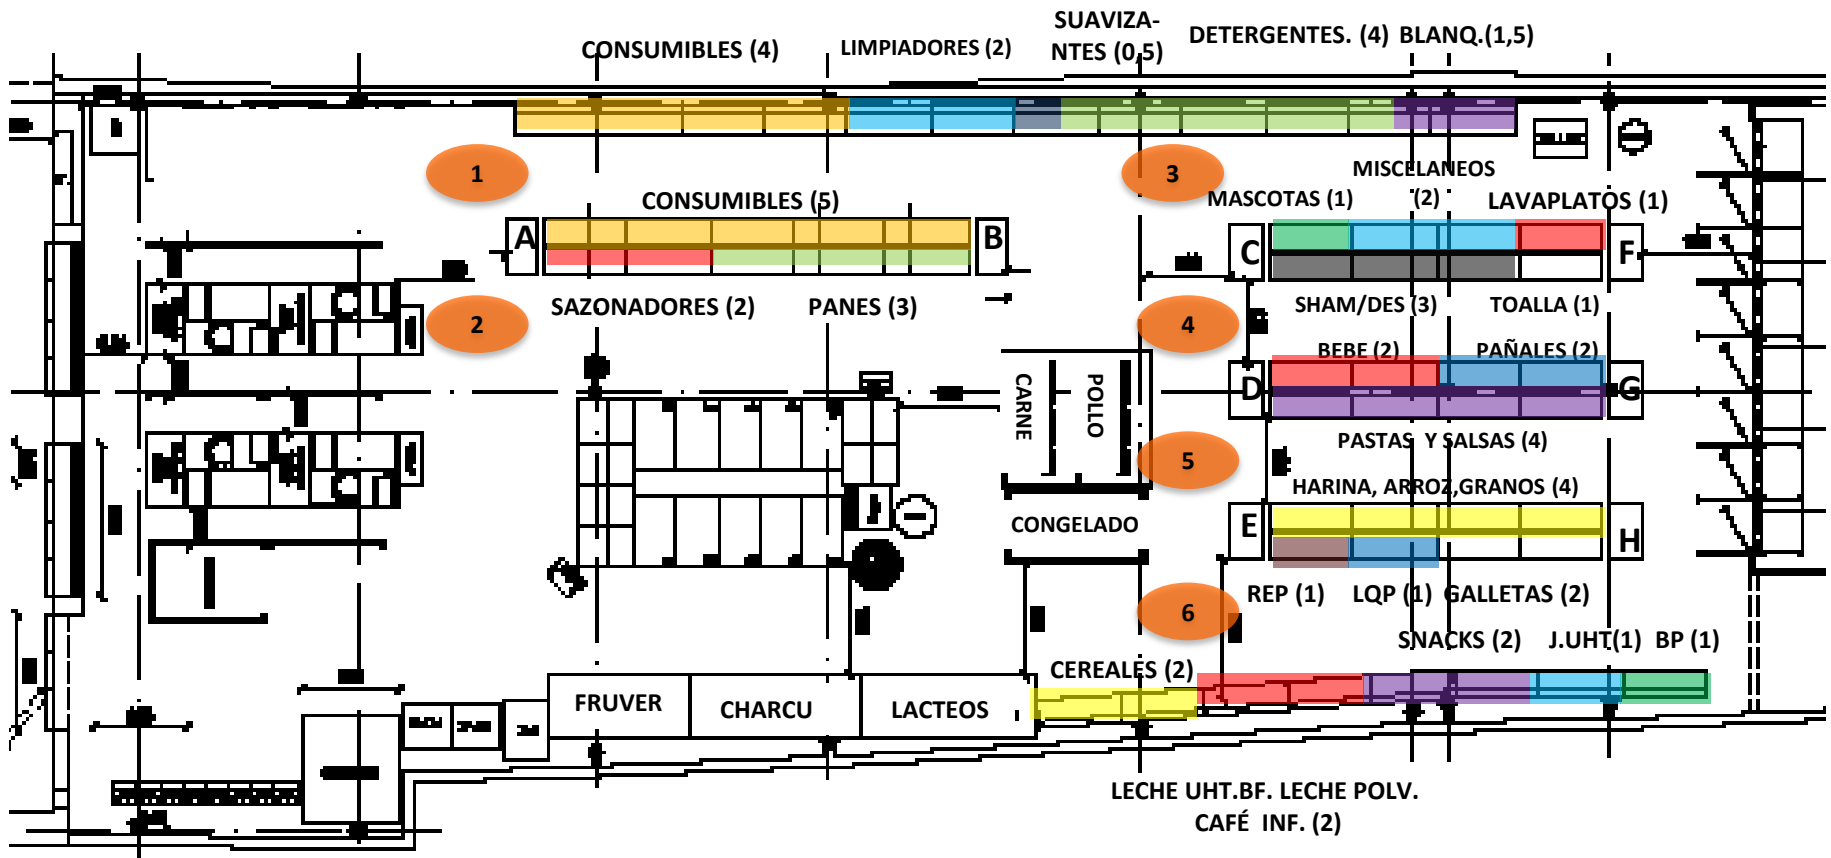 SUAVIZA-
NTES (0,5)
CONSUMIBLES (4)
LIMPIADORES (2)
DETERGENTES. (4) BLANQ.(1,5)
1
3
MISCELANEOS
(2)
MASCOTAS (1)
LAVAPLATOS (1)
CONSUMIBLES (5)
A
B
C
F
SAZONADORES (2)
PANES (3)
SHAM/DES (3)
TOALLA (1)
2
4
BEBE (2)
PAÑALES (2)
CARNE
POLLO
D
G
PASTAS Y SALSAS (4)
5
HARINA, ARROZ,GRANOS (4)
CONGELADO
E
H
REP (1)
LQP (1)
GALLETAS (2)
6
SNACKS (2)
J.UHT(1)
BP (1)
CEREALES (2)
FRUVER
CHARCU
LACTEOS
LECHE UHT.BF. LECHE POLV.
CAFÉ INF. (2)